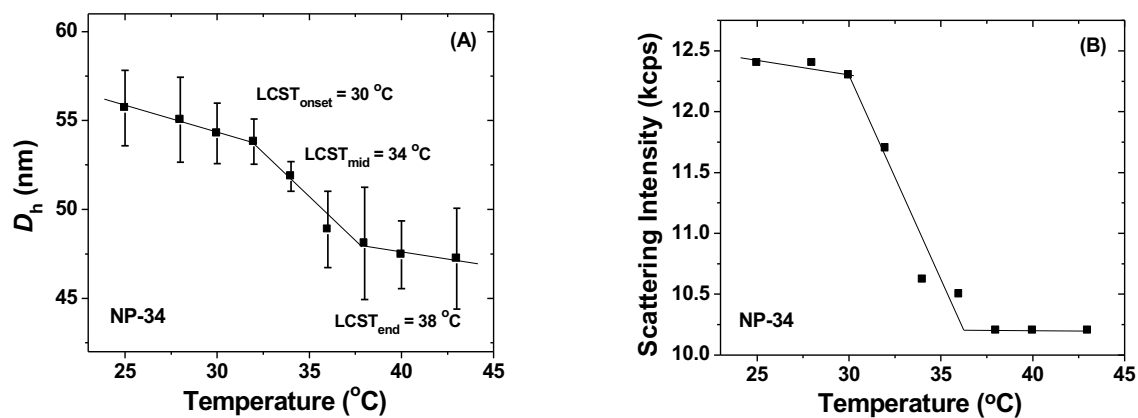 (A)
60
55
50
45
D_h (nm)
LCST_onset = 30 °C
LCST_mid = 34 °C
LCST_end = 38 °C
NP-34
25 30 35 40 45
Temperature (°C)
(B)
12.5
12.0
11.5
11.0
10.5
10.0
Scattering Intensity (kcps)
NP-34
25 30 35 40 45
Temperature (°C)